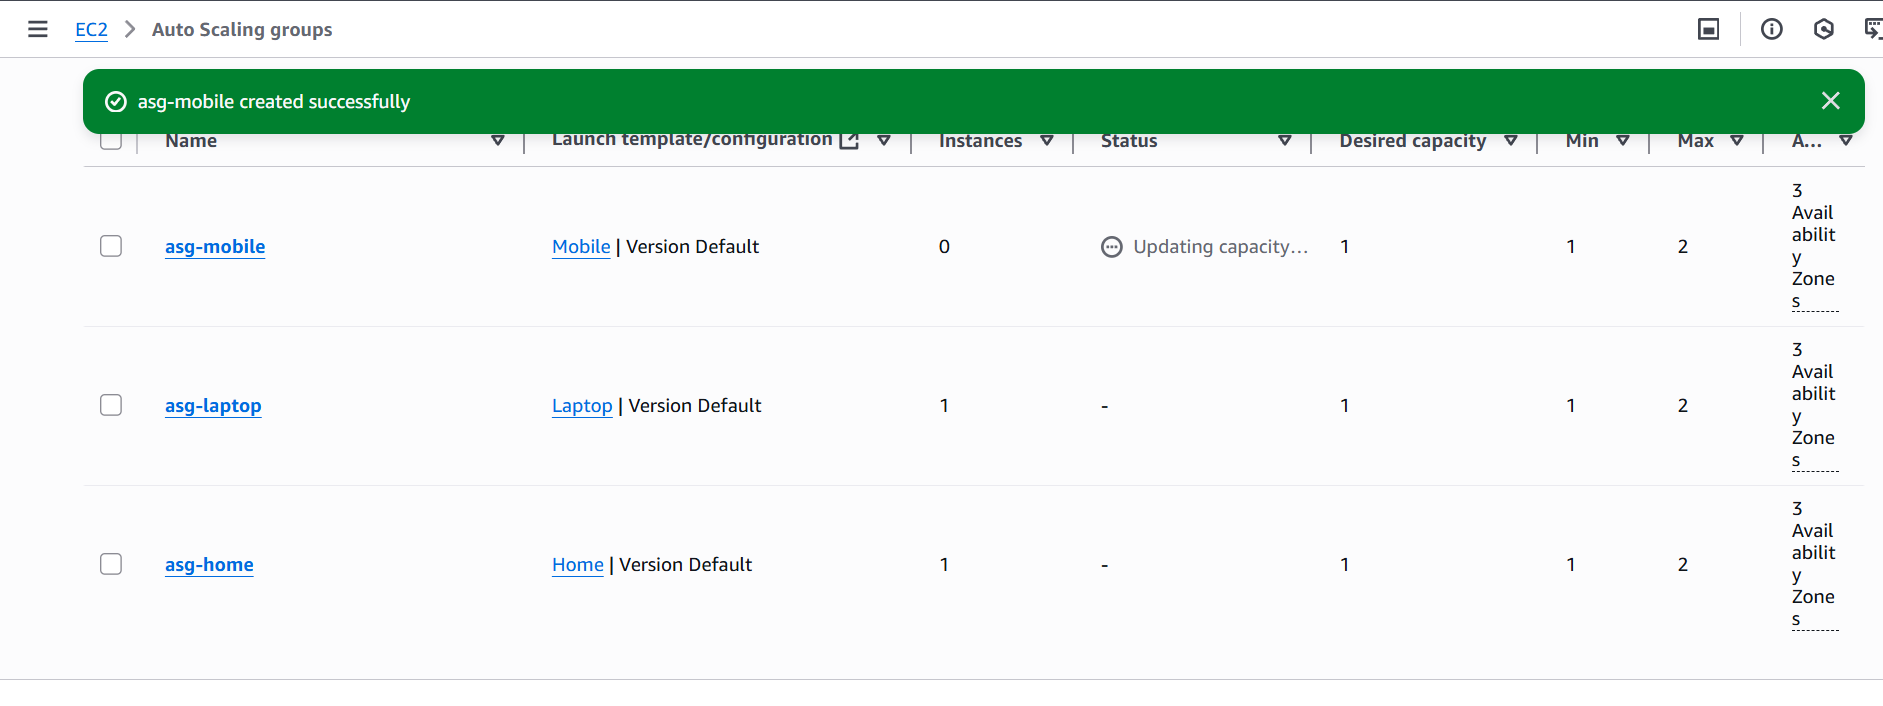 EC2 > Auto Scaling groups
asg-mobile created successfully
Name Launch template/configuration Instances Status Desired capacity Min Max A...
asg-mobile Mobile | Version Default 0 Updating capacity... 1 1 2 3
Avail
abilit
y
Zone
s
asg-laptop Laptop | Version Default 1 - 1 1 2 3
Avail
abilit
y
Zone
s
asg-home Home | Version Default 1 - 1 1 2 3
Avail
abilit
y
Zone
s